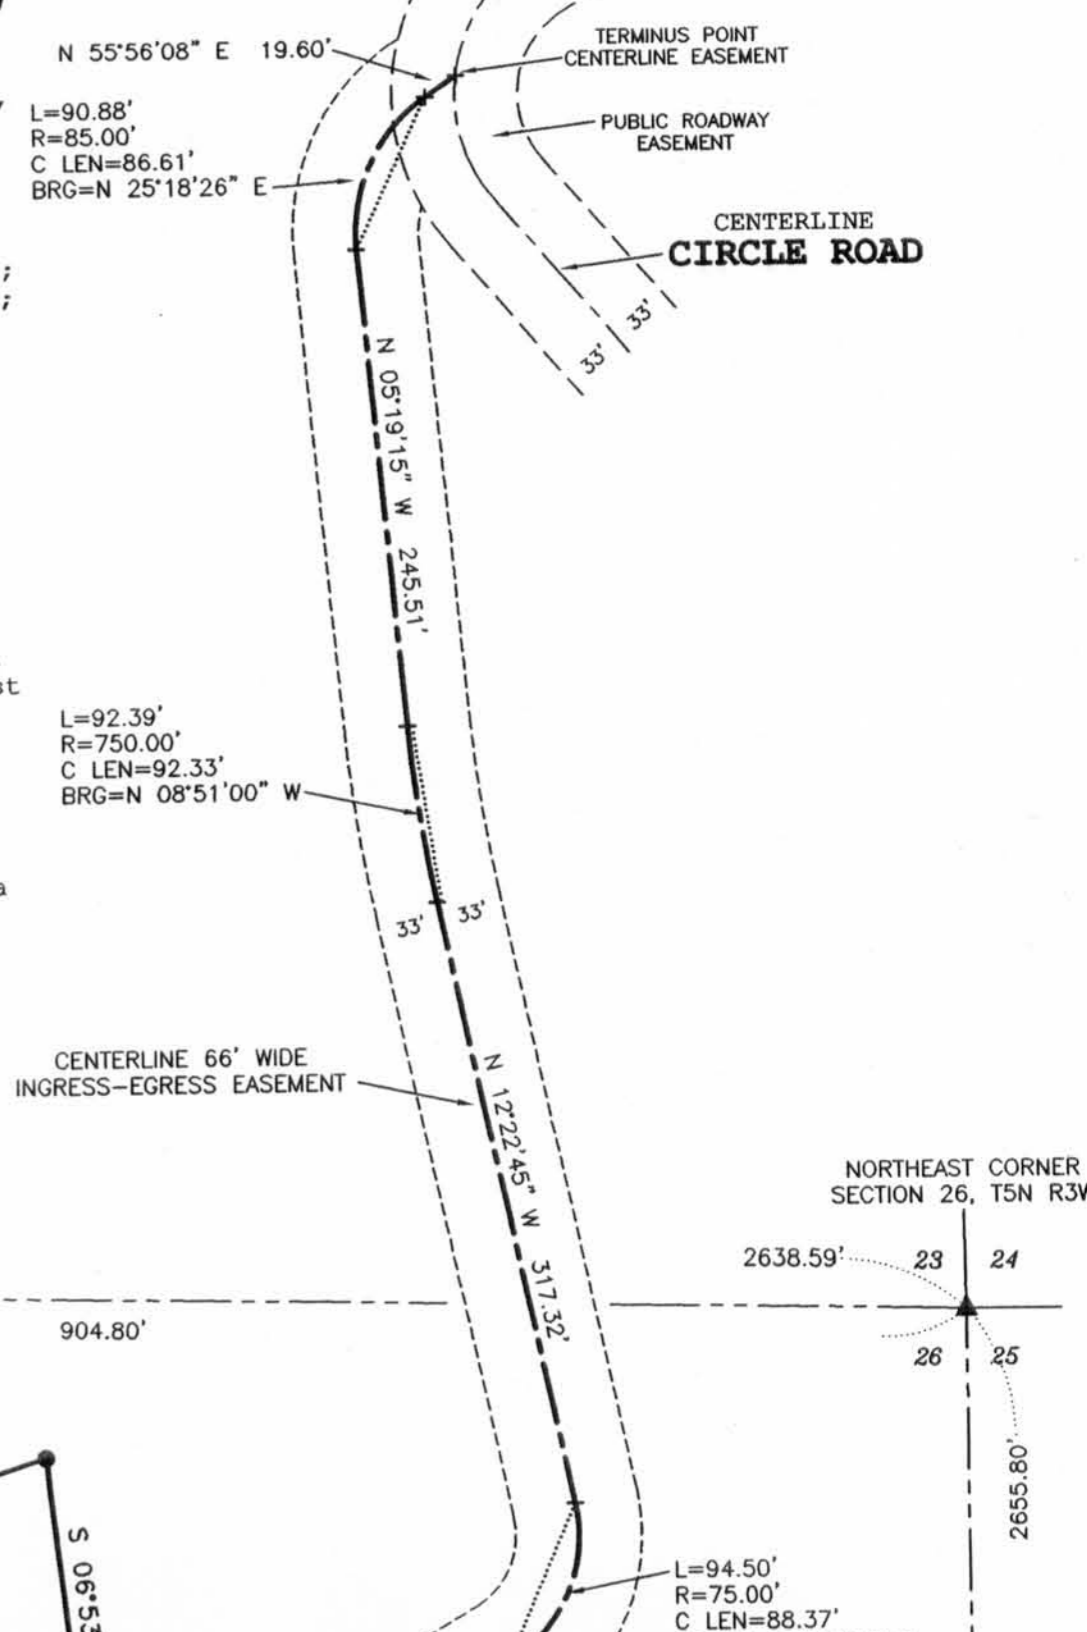 N 55°56'08" E 19.60'
TERMINUS POINT
CENTERLINE EASEMENT
L=90.88'
R=85.00'
C LEN=86.61'
BRG=N 25°18'26" E
PUBLIC ROADWAY
EASEMENT
CENTERLINE
CIRCLE ROAD
;
;
33'
33'
N 05°19'15" W 245.51'
st
L=92.39'
R=750.00'
C LEN=92.33'
BRG=N 08°51'00" W
a
33' 33'
CENTERLINE 66' WIDE
INGRESS-EGRESS EASEMENT
N 12°22'45" W 317.32'
NORTHEAST CORNER
SECTION 26, T5N R3W
2638.59' 23 24
904.80'
26 25
2655.80'
S 06°53
L=94.50'
R=75.00'
C LEN=88.37'